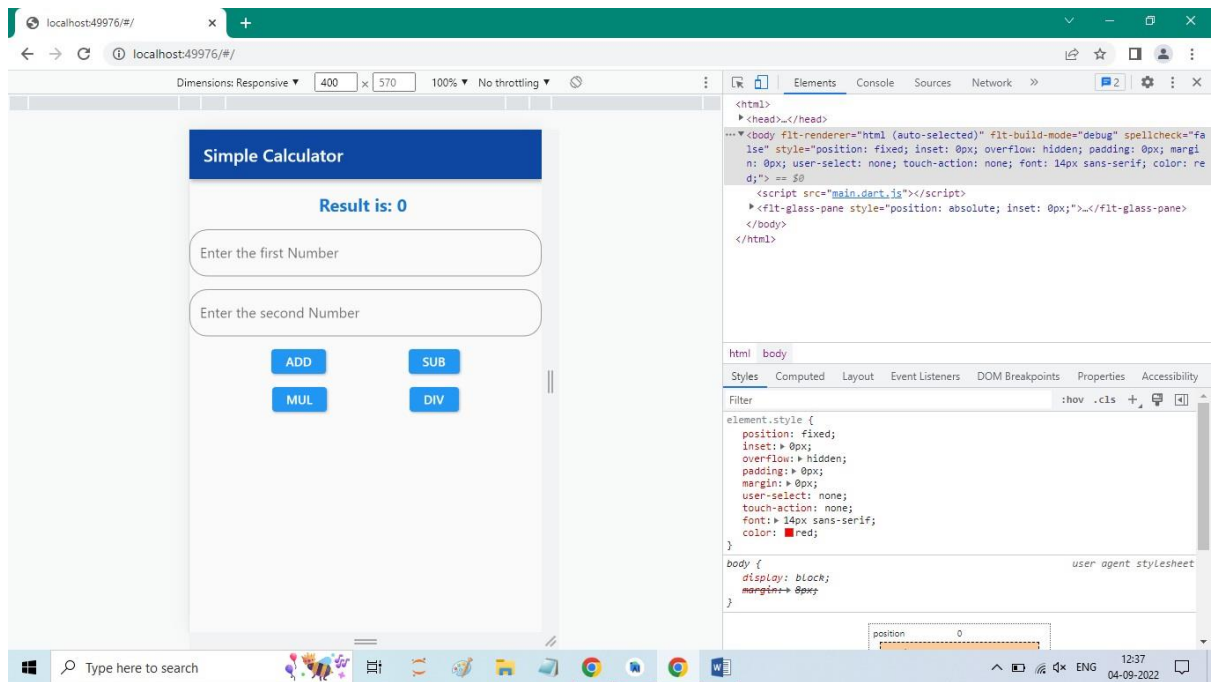 localhost:49976/#/
localhost:49976/#/
Dimensions: Responsive ▼ 400 x 570 100% ▼ No throttling ▼
Simple Calculator
Result is: 0
Enter the first Number
Enter the second Number
ADD SUB
MUL DIV
Elements Console Sources Network » 2
<html>
<head>…</head>
<body flt-renderer="html (auto-selected)" flt-build-mode="debug" spellcheck="fa
lse" style="position: fixed; inset: 0px; overflow: hidden; padding: 0px; margi
n: 0px; user-select: none; touch-action: none; font: 14px sans-serif; color: re
d;"> == $0
<script src="main.dart.js"></script>
<flt-glass-pane style="position: absolute; inset: 0px;">…</flt-glass-pane>
</body>
</html>
html body
Styles Computed Layout Event Listeners DOM Breakpoints Properties Accessibility
Filter :hov .cls +
element.style {
position: fixed;
inset: 0px;
overflow: hidden;
padding: 0px;
margin: 0px;
user-select: none;
touch-action: none;
font: 14px sans-serif;
color: red;
}
body { user agent stylesheet
display: block;
margin: 8px;
}
position 0
Type here to search
ENG 12:37
04-09-2022